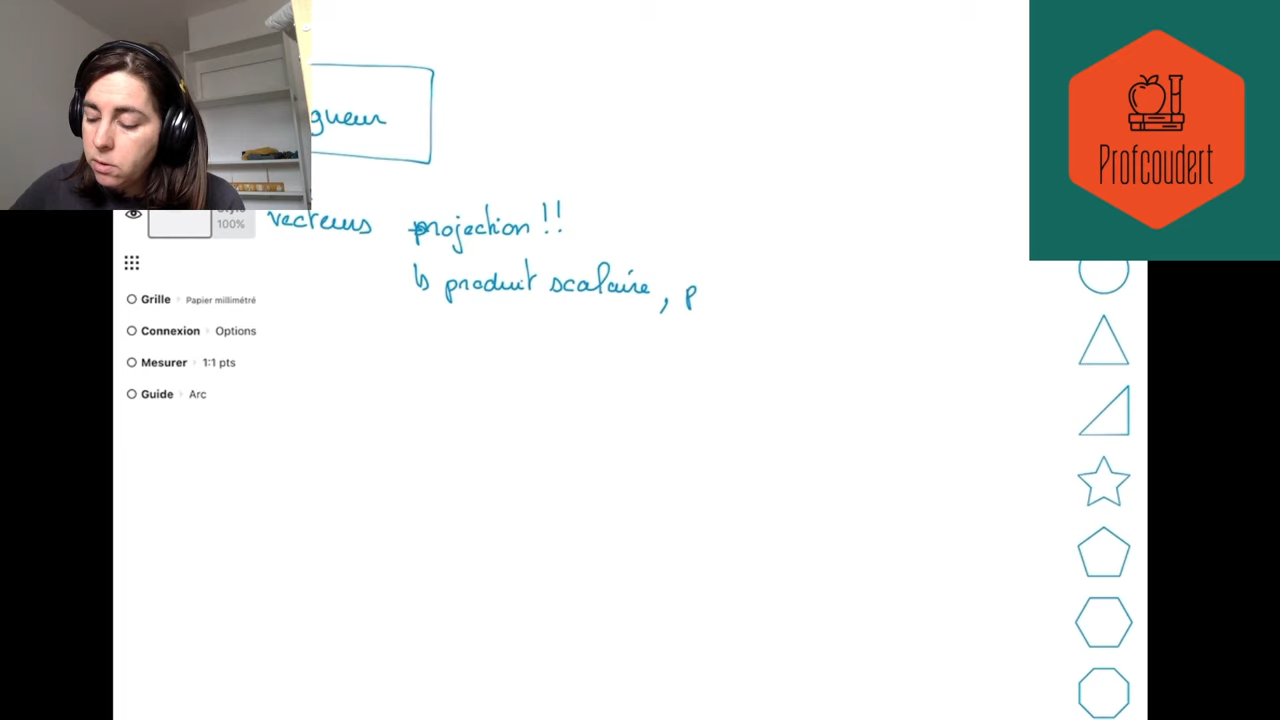 gueur
Profcoudert
100%
vecteurs projection !!
↳ produit scalaire, p
Grille › Papier millimétré
Connexion › Options
Mesurer › 1:1 pts
Guide › Arc